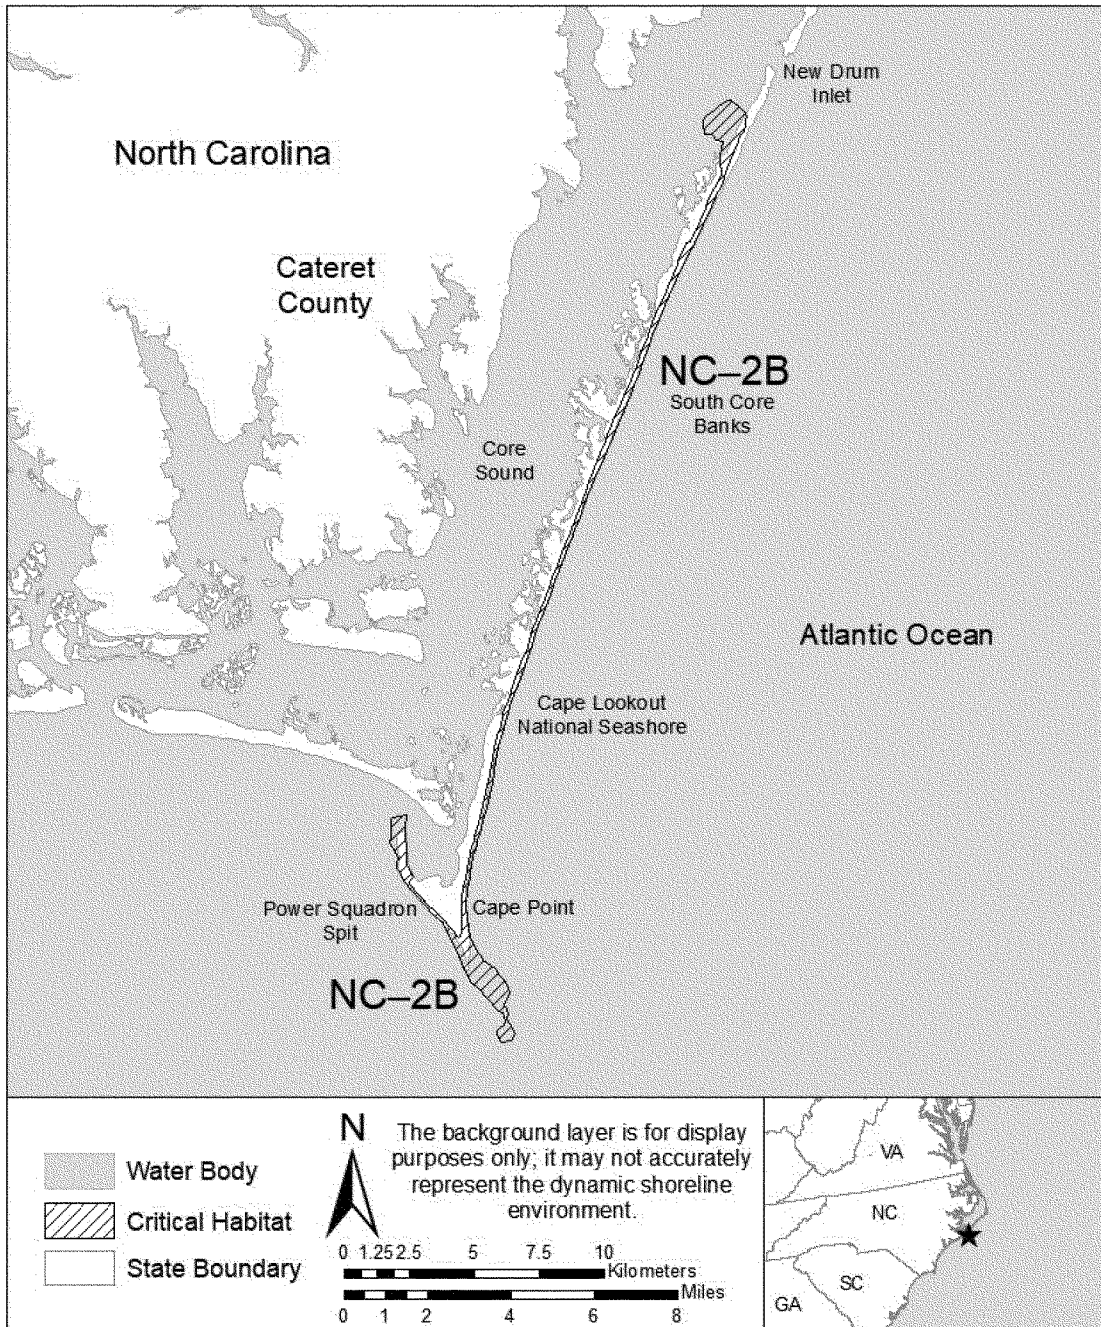 New Drum
Inlet
North Carolina
Cateret
County
NC–2B
South Core
Banks
Core
Sound
Atlantic Ocean
Cape Lookout
National Seashore
Power Squadron
Spit
Cape Point
NC–2B
Water Body
Critical Habitat
State Boundary
N
The background layer is for display
purposes only; it may not accurately
represent the dynamic shoreline
environment.
0 1.25 2.5 5 7.5 10
Kilometers
Miles
0 1 2 4 6 8
VA
NC
SC
GA